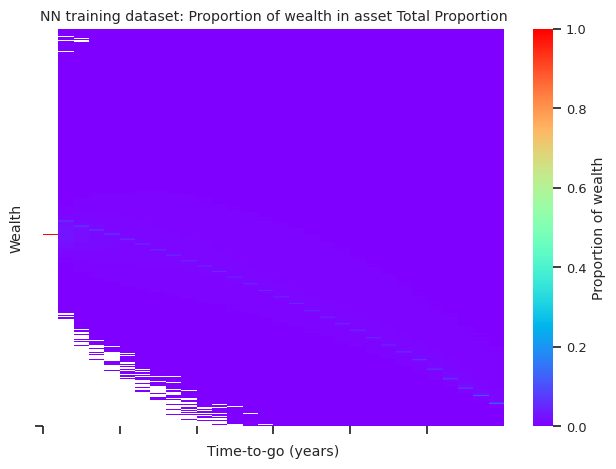 NN training dataset: Proportion of wealth in asset Total Proportion
Wealth
Time-to-go (years)
1.0
0.8
0.6
0.4
0.2
0.0
Proportion of wealth